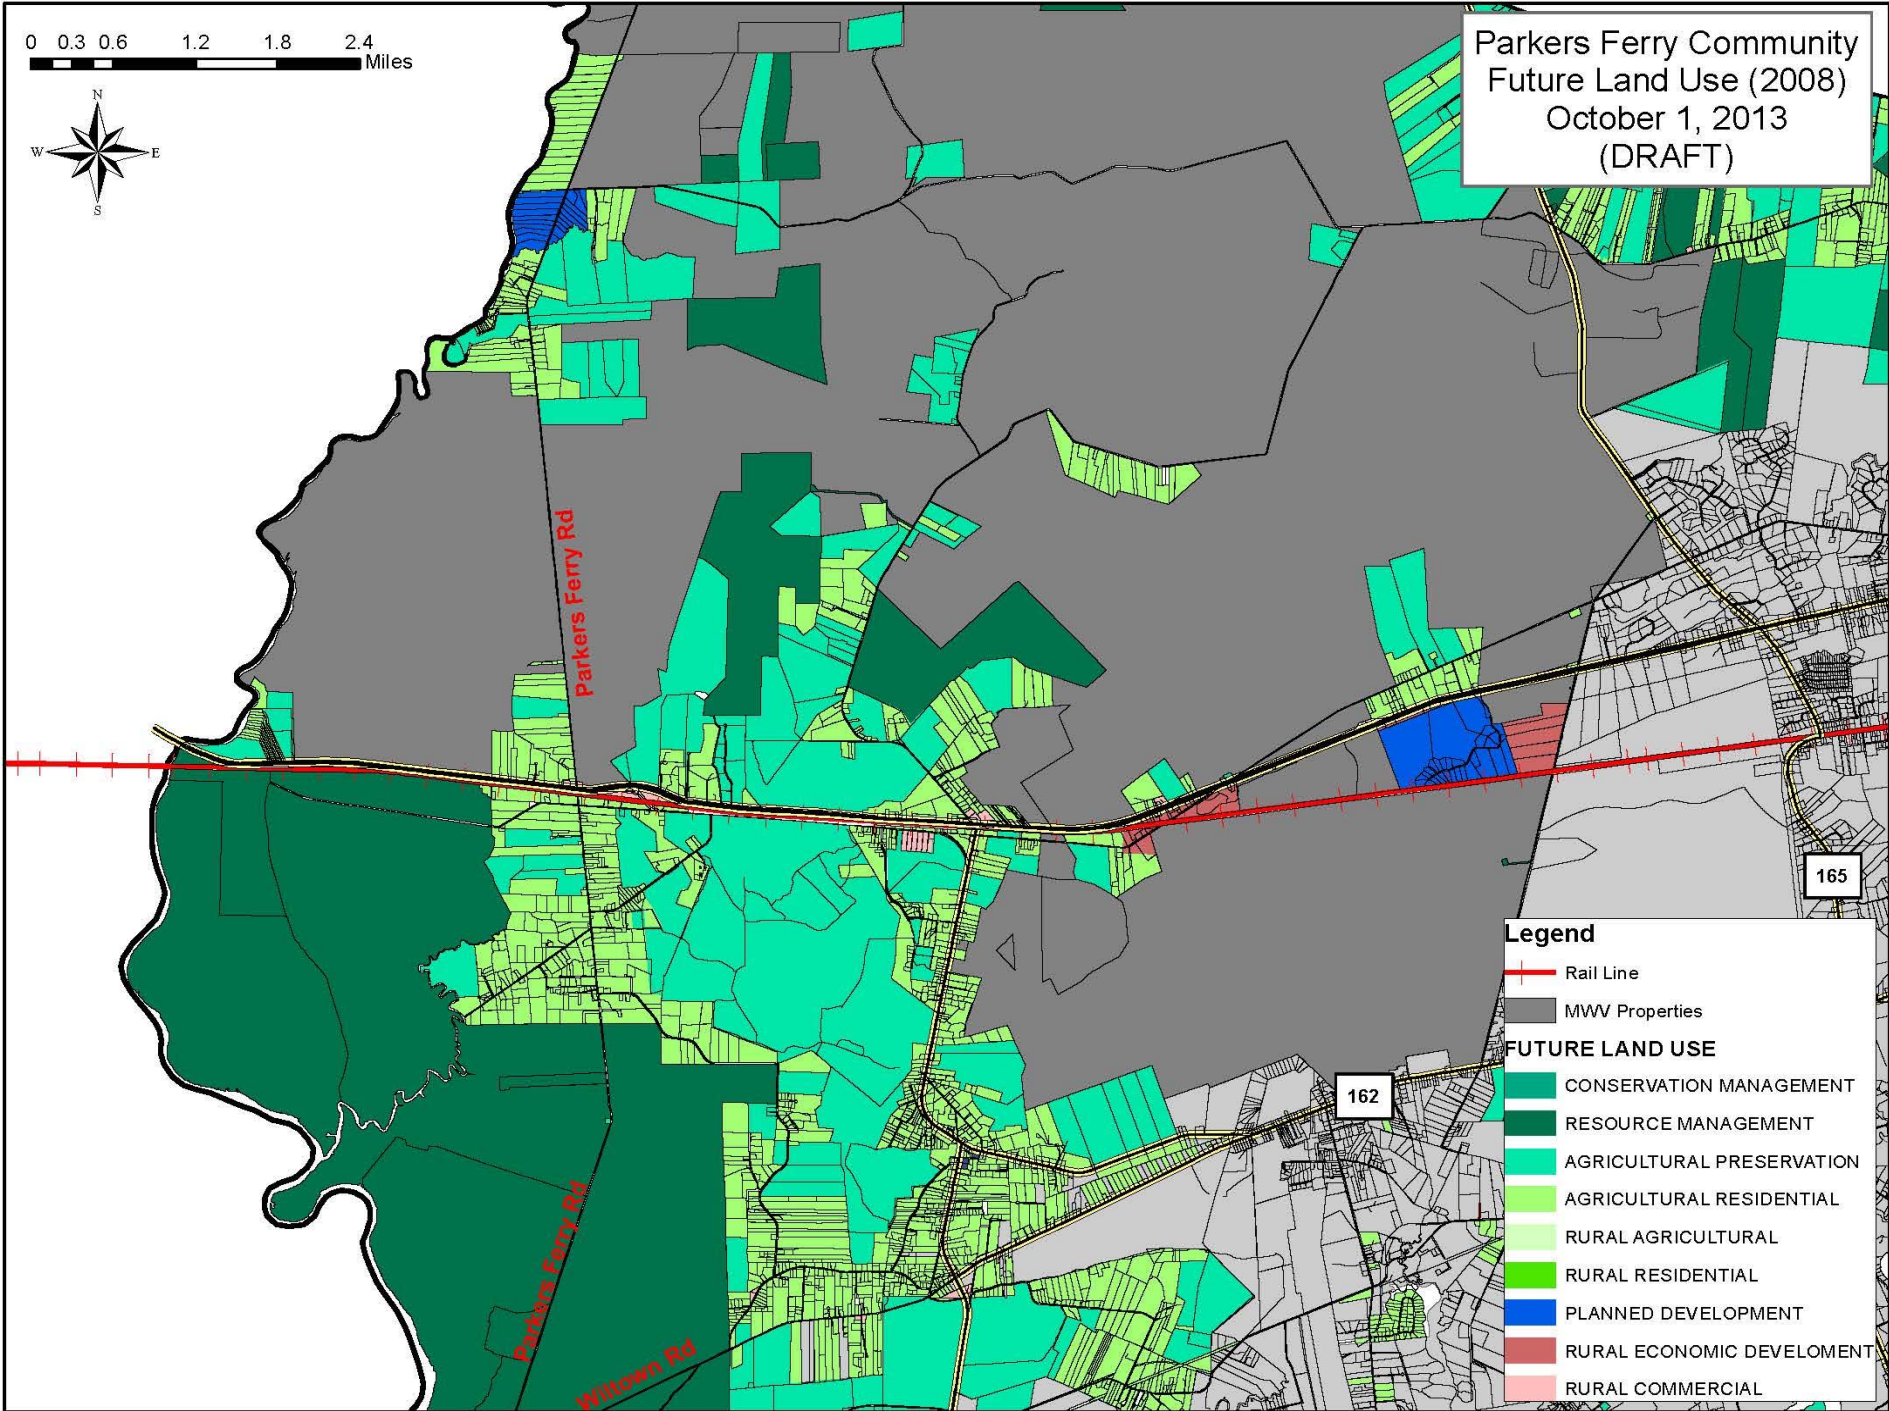 0 0.3 0.6 1.2 1.8 2.4
Miles
N
W E
S
Parkers Ferry Community
Future Land Use (2008)
October 1, 2013
(DRAFT)
Parkers Ferry Rd
165
162
Parkers Ferry Rd
Wiltown Rd
Legend
Rail Line
MWV Properties
FUTURE LAND USE
CONSERVATION MANAGEMENT
RESOURCE MANAGEMENT
AGRICULTURAL PRESERVATION
AGRICULTURAL RESIDENTIAL
RURAL AGRICULTURAL
RURAL RESIDENTIAL
PLANNED DEVELOPMENT
RURAL ECONOMIC DEVELOMENT
RURAL COMMERCIAL